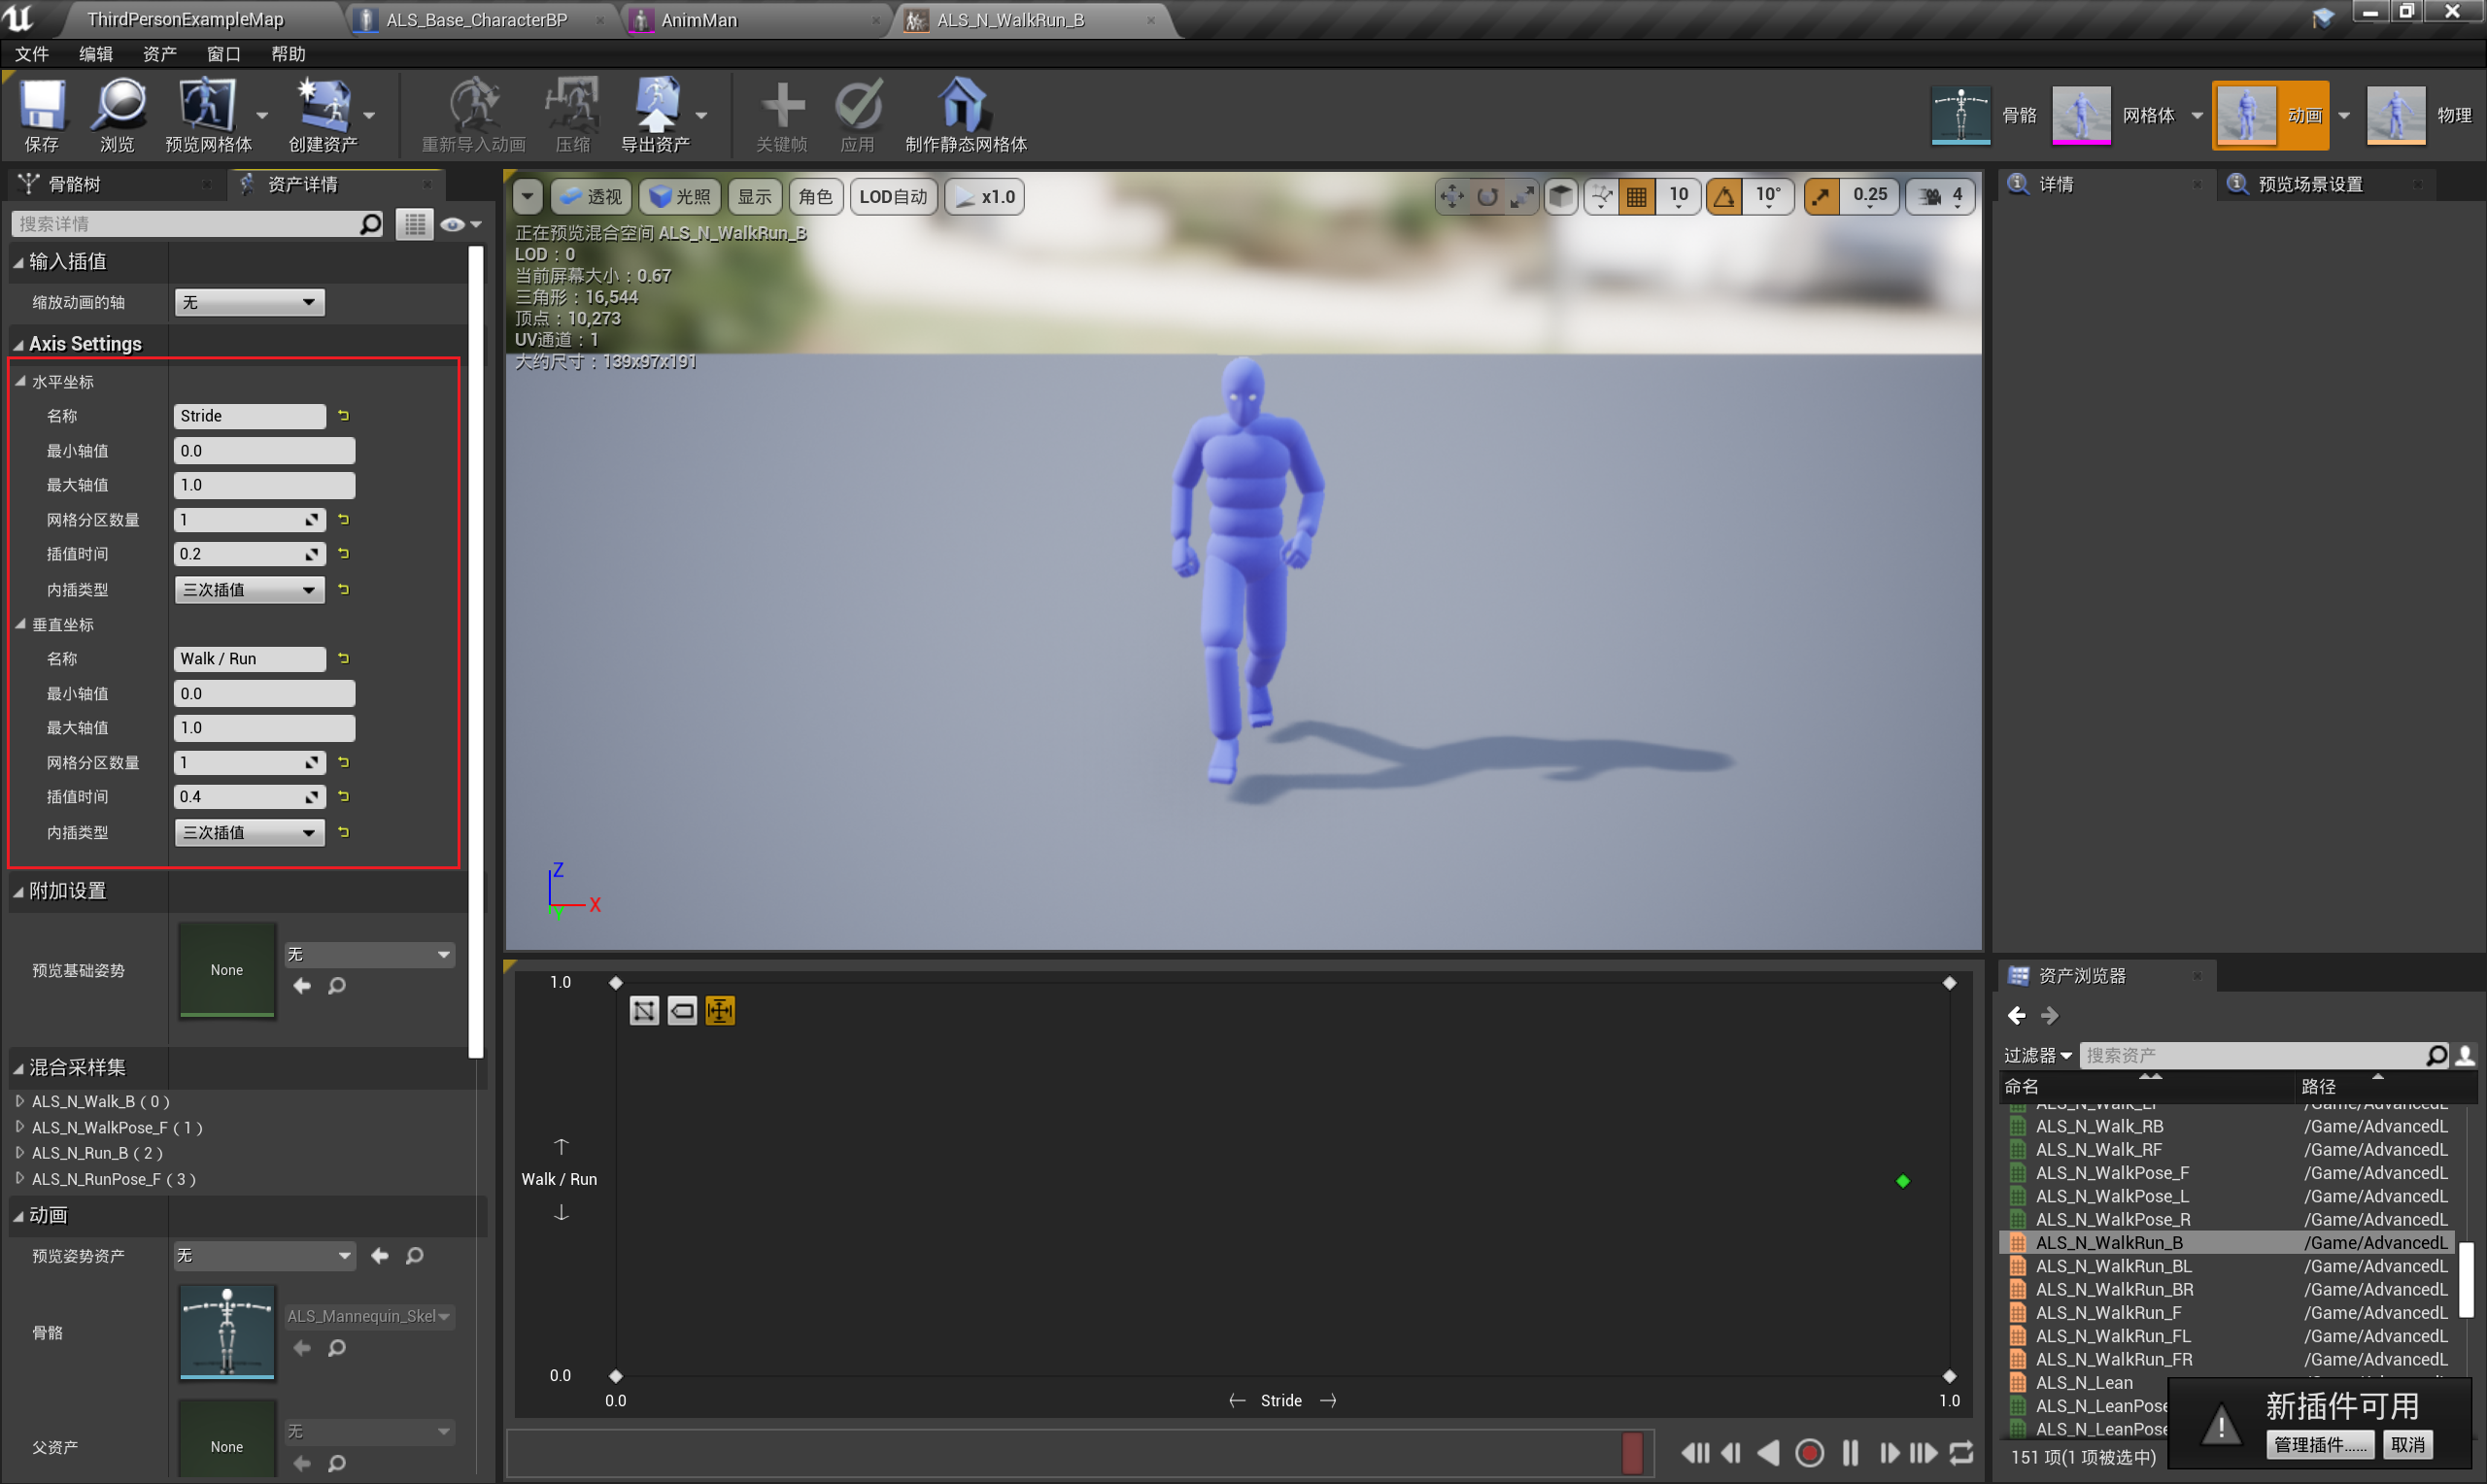 ThirdPersonExampleMap
ALS_Base_CharacterBP
AnimMan
ALS_N_WalkRun_B
文件 编辑 资产 窗口 帮助
保存 浏览 预览网格体 创建资产 重新导入动画 压缩 导出资产 关键帧 应用 制作静态网格体
骨骼 网格体 动画 物理
骨骼树 资产详情
搜索详情
输入插值
缩放动画的轴 无
Axis Settings
水平坐标
名称 Stride
最小轴值 0.0
最大轴值 1.0
网格分区数量 1
插值时间 0.2
内插类型 三次插值
垂直坐标
名称 Walk / Run
最小轴值 0.0
最大轴值 1.0
网格分区数量 1
插值时间 0.4
内插类型 三次插值
附加设置
预览基础姿势 None 无
混合采样集
ALS_N_Walk_B ( 0 )
ALS_N_WalkPose_F ( 1 )
ALS_N_Run_B ( 2 )
ALS_N_RunPose_F ( 3 )
动画
预览姿势资产 无
骨骼 ALS_Mannequin_Skel
父资产 None 无
透视 光照 显示 角色 LOD自动 x1.0
10 10° 0.25 4
正在预览混合空间 ALS_N_WalkRun_B
LOD：0
当前屏幕大小：0.67
三角形：16,544
顶点：10,273
UV通道：1
大约尺寸：139x97x191
Z
X
Y
1.0
Walk / Run
0.0
0.0 Stride 1.0
详情 预览场景设置
资产浏览器
过滤器 搜索资产
命名 路径
ALS_N_Walk_LF /Game/AdvancedL
ALS_N_Walk_RB /Game/AdvancedL
ALS_N_Walk_RF /Game/AdvancedL
ALS_N_WalkPose_F /Game/AdvancedL
ALS_N_WalkPose_L /Game/AdvancedL
ALS_N_WalkPose_R /Game/AdvancedL
ALS_N_WalkRun_B /Game/AdvancedL
ALS_N_WalkRun_BL /Game/AdvancedL
ALS_N_WalkRun_BR /Game/AdvancedL
ALS_N_WalkRun_F /Game/AdvancedL
ALS_N_WalkRun_FL /Game/AdvancedL
ALS_N_WalkRun_FR /Game/AdvancedL
ALS_N_Lean
ALS_N_LeanPose
ALS_N_LeanPose
151 项(1 项被选中)
新插件可用
管理插件...... 取消